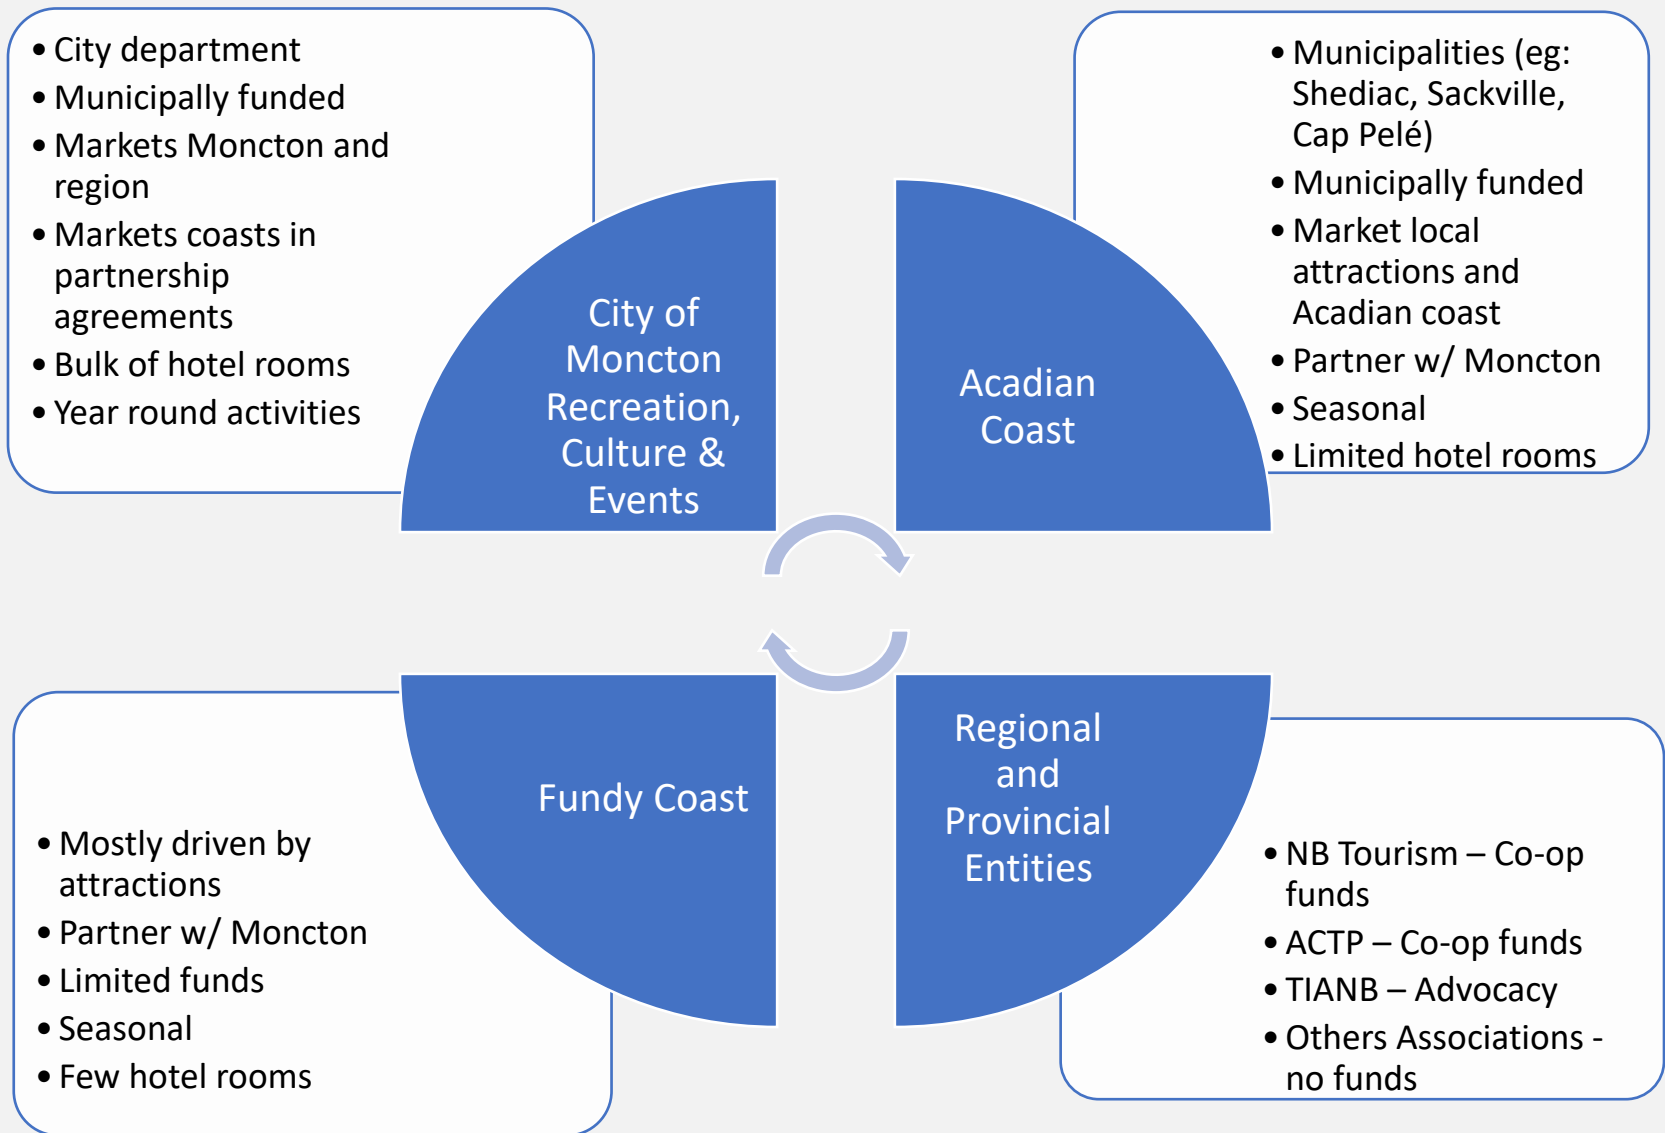 • City department
• Municipally funded
• Markets Moncton and
region
• Markets coasts in
partnership
agreements
• Bulk of hotel rooms
• Year round activities
City of
Moncton
Recreation,
Culture &
Events
Acadian
Coast
• Municipalities (eg:
Shediac, Sackville,
Cap Pelé)
• Municipally funded
• Market local
attractions and
Acadian coast
• Partner w/ Moncton
• Seasonal
• Limited hotel rooms
• Mostly driven by
attractions
• Partner w/ Moncton
• Limited funds
• Seasonal
• Few hotel rooms
Fundy Coast
Regional
and
Provincial
Entities
• NB Tourism – Co-op
funds
• ACTP – Co-op funds
• TIANB – Advocacy
• Others Associations -
no funds